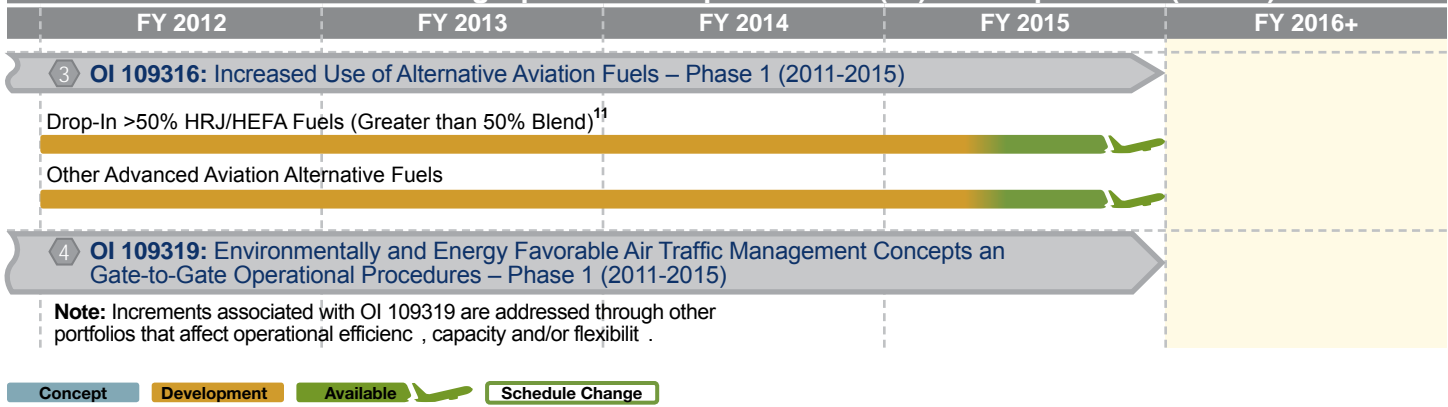 FY 2012 FY 2013 FY 2014 FY 2015 FY 2016+
3 OI 109316: Increased Use of Alternative Aviation Fuels – Phase 1 (2011-2015)
Drop-In >50% HRJ/HEFA Fuels (Greater than 50% Blend)11
Other Advanced Aviation Alternative Fuels
4 OI 109319: Environmentally and Energy Favorable Air Traffic Management Concepts an
Gate-to-Gate Operational Procedures – Phase 1 (2011-2015)
Note: Increments associated with OI 109319 are addressed through other
portfolios that affect operational efficienc , capacity and/or flexibilit .
Concept Development Available Schedule Change